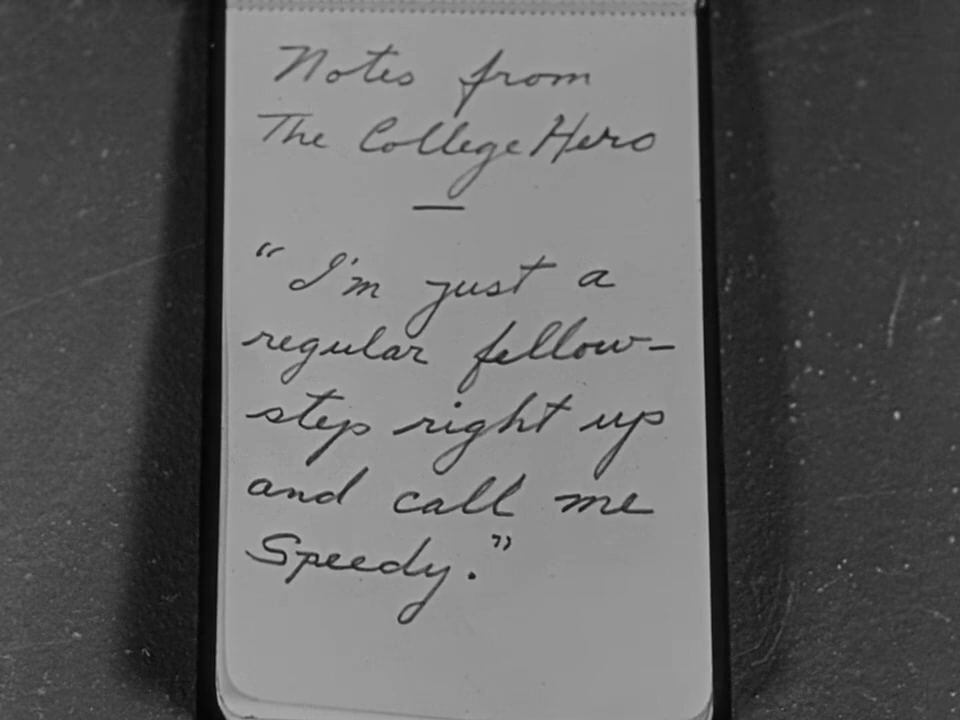 Notes from
The College Hero
—
"I'm just a
regular fellow—
step right up
and call me
Speedy."